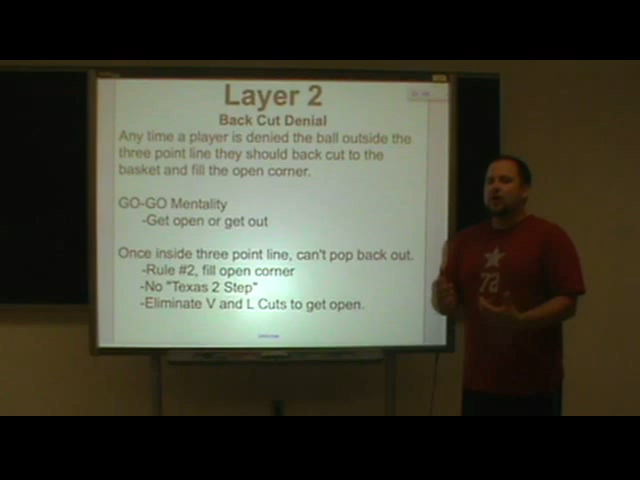 Layer 2
Back Cut Denial
Any time a player is denied the ball outside the
three point line they should back cut to the
basket and fill the open corner.
GO-GO Mentality
-Get open or get out
Once inside three point line, can't pop back out.
-Rule #2, fill open corner
-No "Texas 2 Step"
-Eliminate V and L Cuts to get open.
72